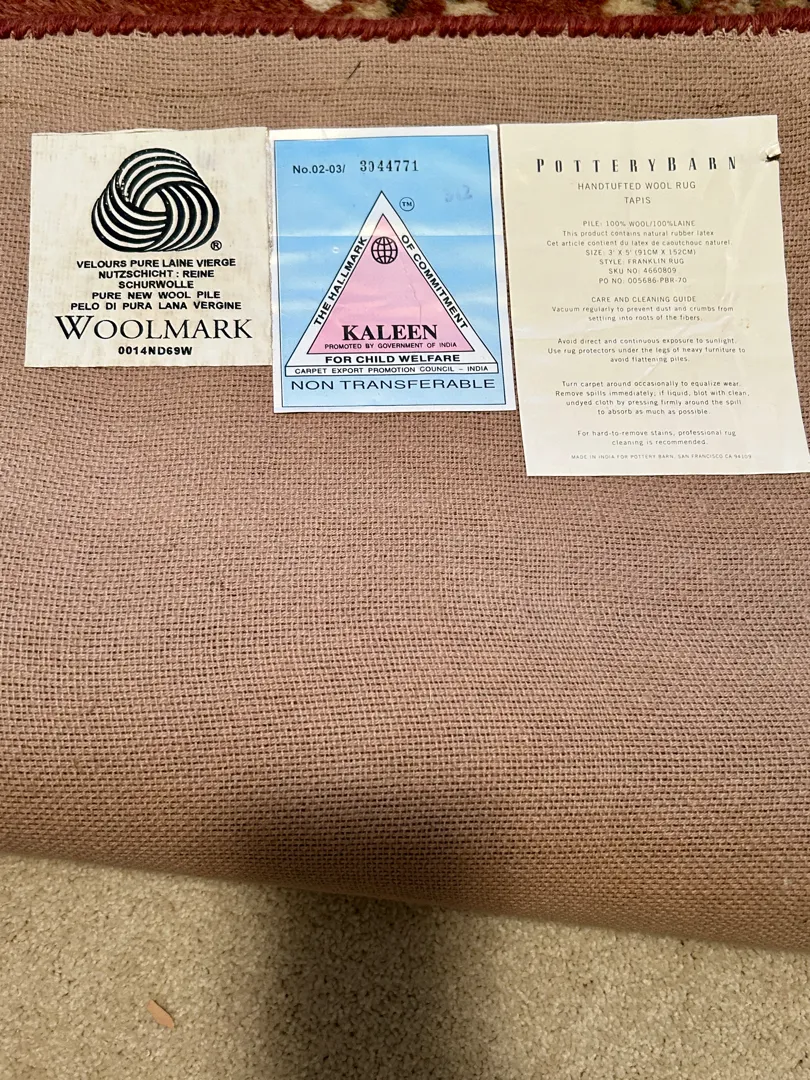 ®
VELOURS PURE LAINE VIERGE
NUTZSCHICHT : REINE
SCHURWOLLE
PURE NEW WOOL PILE
PELO DI PURA LANA VERGINE
WOOLMARK
0014ND69W
No.02-03/ 3044771
TM
THE HALLMARK
OF COMMITMENT
KALEEN
PROMOTED BY GOVERNMENT OF INDIA
FOR CHILD WELFARE
CARPET EXPORT PROMOTION COUNCIL – INDIA
NON TRANSFERABLE
POTTERYBARN
HANDTUFTED WOOL RUG
TAPIS
PILE: 100% WOOL/100%LAINE
This product contains natural rubber latex
Cet article contient du latex de caoutchouc naturel.
SIZE: 3' X 5' (91CM X 152CM)
STYLE: FRANKLIN RUG
SKU NO: 4660809
PO NO: 005686-PBR-70
CARE AND CLEANING GUIDE
Vacuum regularly to prevent dust and crumbs from
settling into roots of the fibers.
Avoid direct and continuous exposure to sunlight.
Use rug protectors under the legs of heavy furniture to
avoid flattening piles.
Turn carpet around occasionally to equalize wear.
Remove spills immediately; if liquid, blot with clean,
undyed cloth by pressing firmly around the spill
to absorb as much as possible.
For hard-to-remove stains, professional rug
cleaning is recommended.
MADE IN INDIA FOR POTTERY BARN, SAN FRANCISCO CA 94109